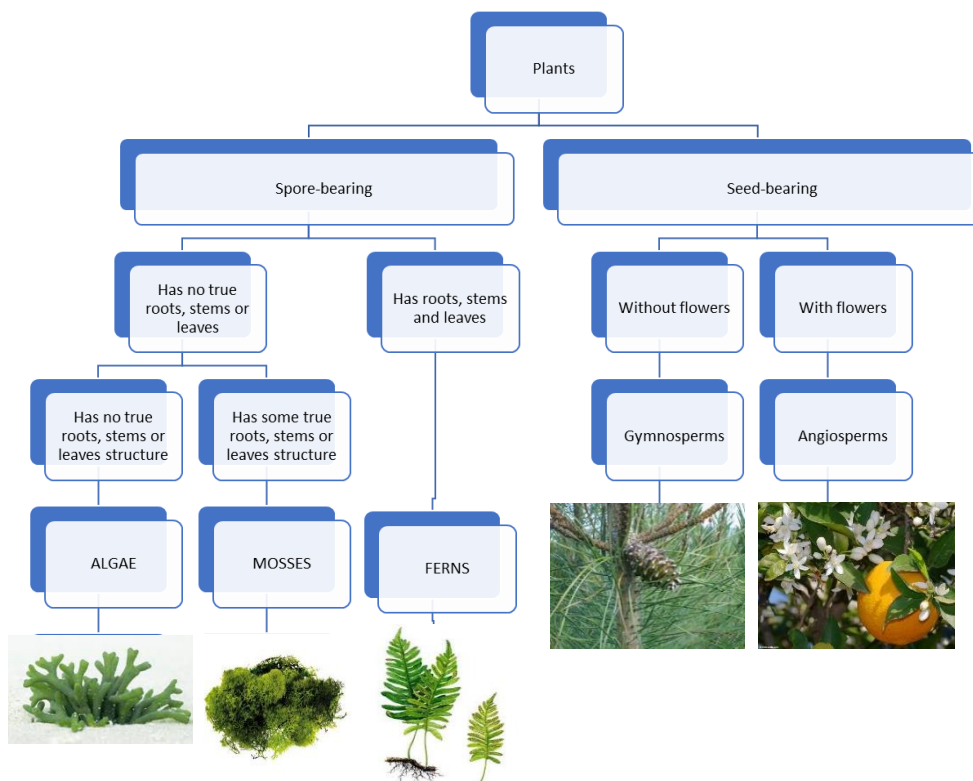 Plants
Spore-bearing
Seed-bearing
Has no true
roots, stems or
leaves
Has roots, stems
and leaves
Without flowers
With flowers
Has no true
roots, stems or
leaves structure
Has some true
roots, stems or
leaves structure
Gymnosperms
Angiosperms
ALGAE
MOSSES
FERNS